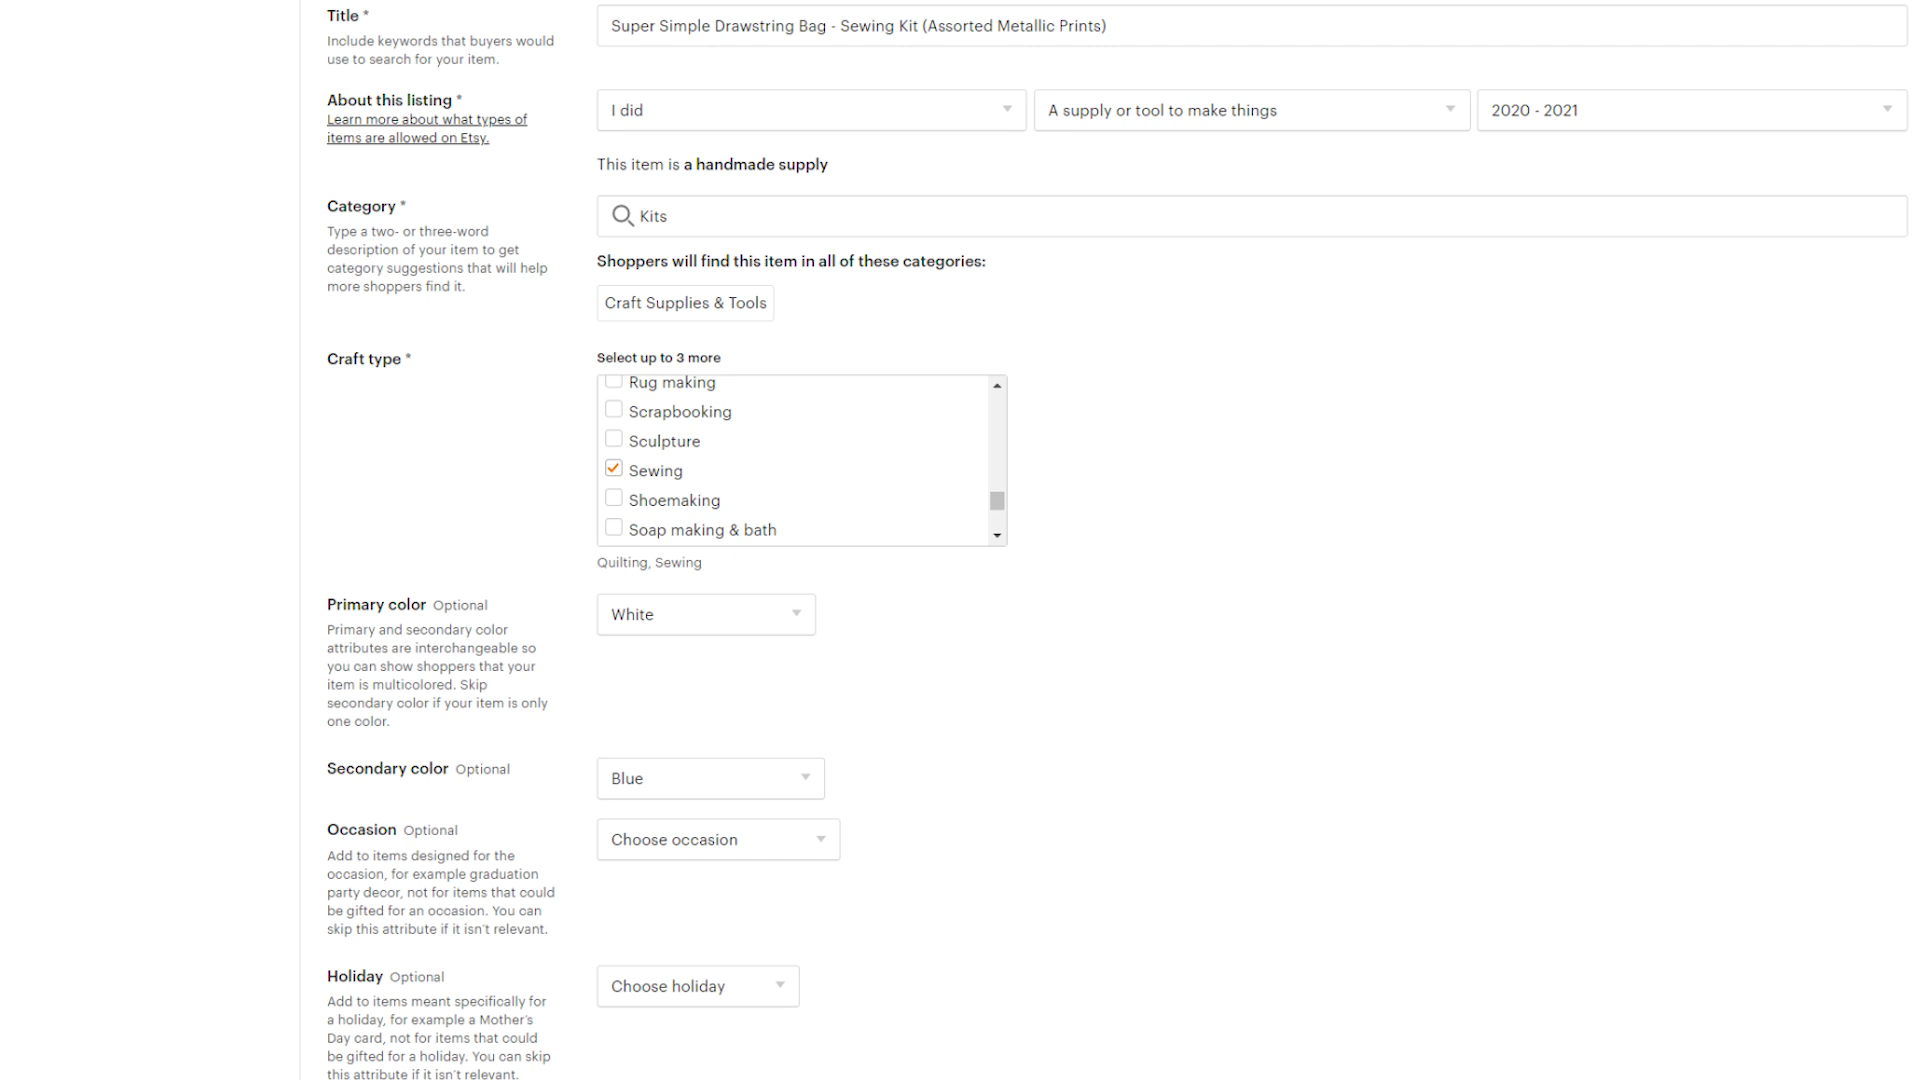 Title *
Include keywords that buyers would
use to search for your item.
Super Simple Drawstring Bag - Sewing Kit (Assorted Metallic Prints)
About this listing *
Learn more about what types of
items are allowed on Etsy.
I did
A supply or tool to make things
2020 - 2021
This item is a handmade supply
Category *
Type a two- or three-word
description of your item to get
category suggestions that will help
more shoppers find it.
Kits
Shoppers will find this item in all of these categories:
Craft Supplies & Tools
Craft type *
Select up to 3 more
Rug making
Scrapbooking
Sculpture
Sewing
Shoemaking
Soap making & bath
Quilting, Sewing
Primary color Optional
Primary and secondary color
attributes are interchangeable so
you can show shoppers that your
item is multicolored. Skip
secondary color if your item is only
one color.
White
Secondary color Optional
Blue
Occasion Optional
Add to items designed for the
occasion, for example graduation
party decor, not for items that could
be gifted for an occasion. You can
skip this attribute if it isn't relevant.
Choose occasion
Holiday Optional
Add to items meant specifically for
a holiday, for example a Mother's
Day card, not for items that could
be gifted for a holiday. You can skip
this attribute if it isn't relevant.
Choose holiday